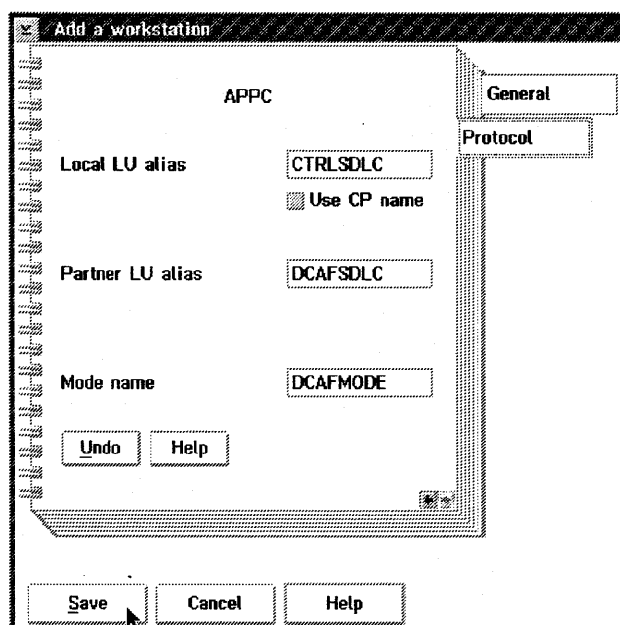 Add a workstation
APPC
General
Protocol
Local LU alias
CTRLSDLC
Use CP name
Partner LU alias
DCAFSDLC
Mode name
DCAFMODE
Undo
Help
Save
Cancel
Help